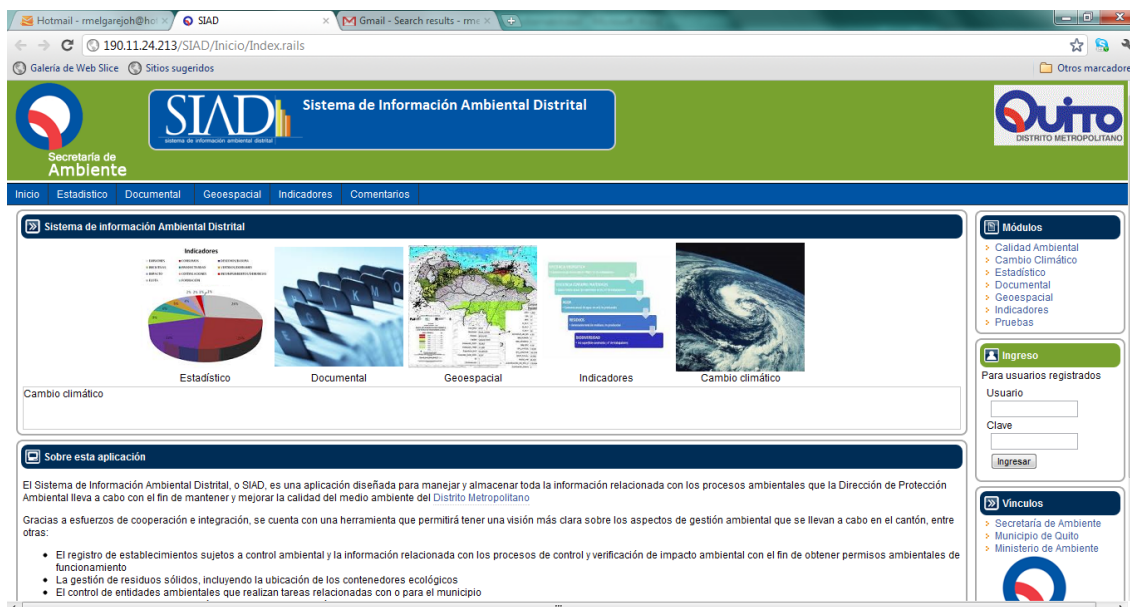 Hotmail - rmelgarejoh@hot
SIAD
Gmail - Search results - rme
190.11.24.213/SIAD/Inicio/Index.rails
Galería de Web Slice
Sitios sugeridos
Otros marcadore
Secretaría de
Ambiente
SIAD
sistema de información ambiental distrital
Sistema de Información Ambiental Distrital
Quito
DISTRITO METROPOLITANO
Inicio
Estadistico
Documental
Geoespacial
Indicadores
Comentarios
Sistema de información Ambiental Distrital
Indicadores
Estadístico
Documental
Geoespacial
Indicadores
Cambio climático
Cambio climático
Sobre esta aplicación
El Sistema de Información Ambiental Distrital, o SIAD, es una aplicación diseñada para manejar y almacenar toda la información relacionada con los procesos ambientales que la Dirección de Protección
Ambiental lleva a cabo con el fin de mantener y mejorar la calidad del medio ambiente del Distrito Metropolitano
Gracias a esfuerzos de cooperación e integración, se cuenta con una herramienta que permitirá tener una visión más clara sobre los aspectos de gestión ambiental que se llevan a cabo en el cantón, entre
otras:
El registro de establecimientos sujetos a control ambiental y la información relacionada con los procesos de control y verificación de impacto ambiental con el fin de obtener permisos ambientales de
funcionamiento
La gestión de residuos sólidos, incluyendo la ubicación de los contenedores ecológicos
El control de entidades ambientales que realizan tareas relacionadas con o para el municipio
Módulos
Calidad Ambiental
Cambio Climático
Estadístico
Documental
Geoespacial
Indicadores
Pruebas
Ingreso
Para usuarios registrados
Usuario
Clave
Ingresar
Vínculos
Secretaría de Ambiente
Municipio de Quito
Ministerio de Ambiente